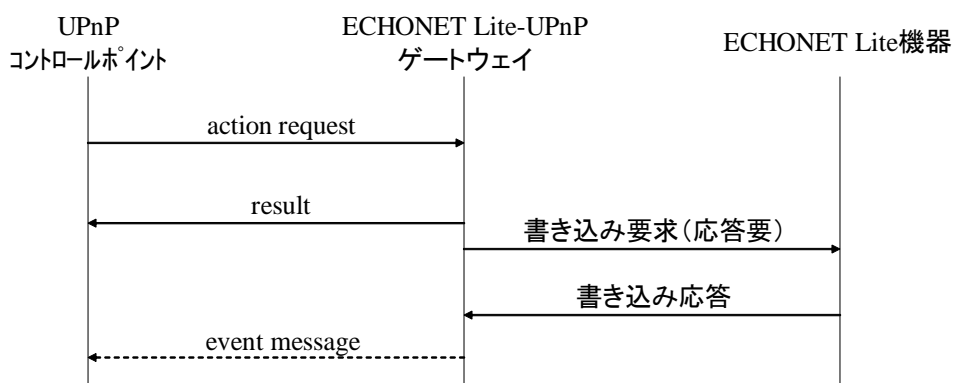 UPnP
コントロールポイント
ECHONET Lite-UPnP
ゲートウェイ
ECHONET Lite機器
action request
result
書き込み要求（応答要）
書き込み応答
event message